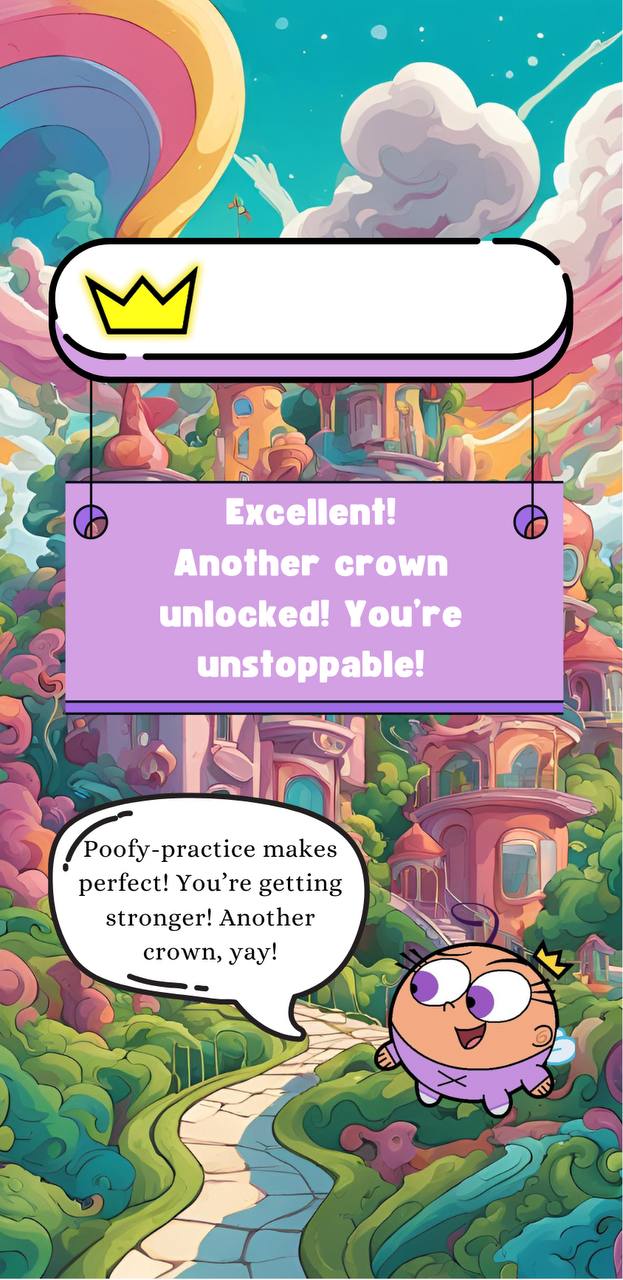 Excellent!
Another crown
unlocked! You're
unstoppable!
Poofy-practice makes
perfect! You're getting
stronger! Another
crown, yay!